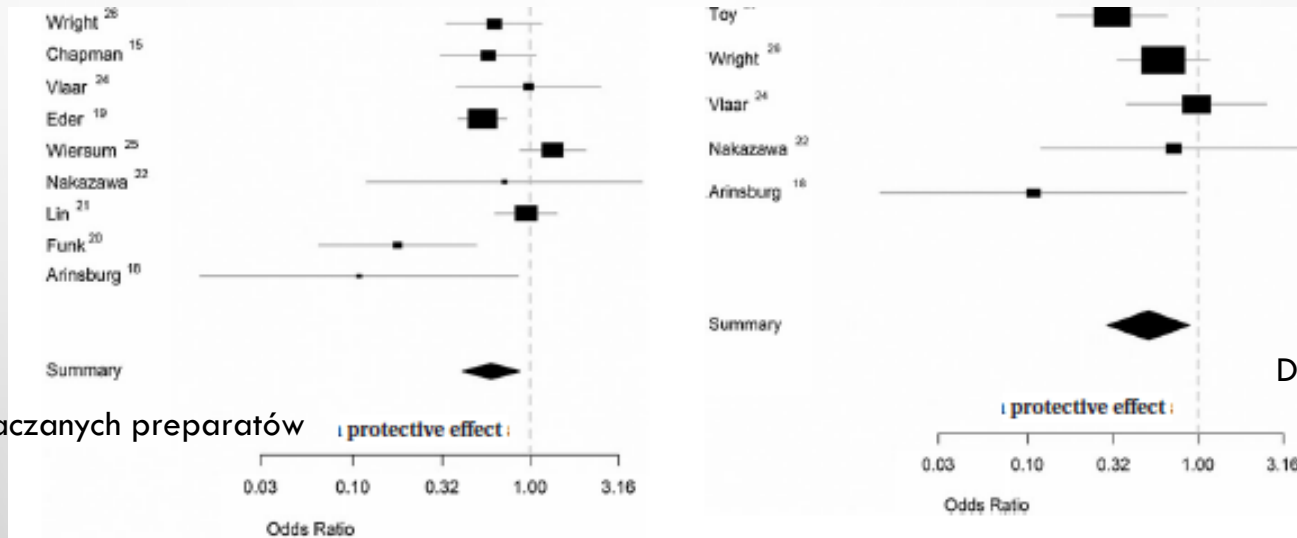 Wright 26
Chapman 15
Vlaar 24
Eder 19
Wiersum 25
Nakazawa 22
Lin 21
Funk 20
Arinsburg 18
Summary
aczanych preparatów
protective effect
0.03 0.10 0.32 1.00 3.16
Odds Ratio
Toy
Wright 26
Vlaar 24
Nakazawa 22
Arinsburg 18
Summary
D
protective effect
0.03 0.10 0.32 1.00 3.16
Odds Ratio